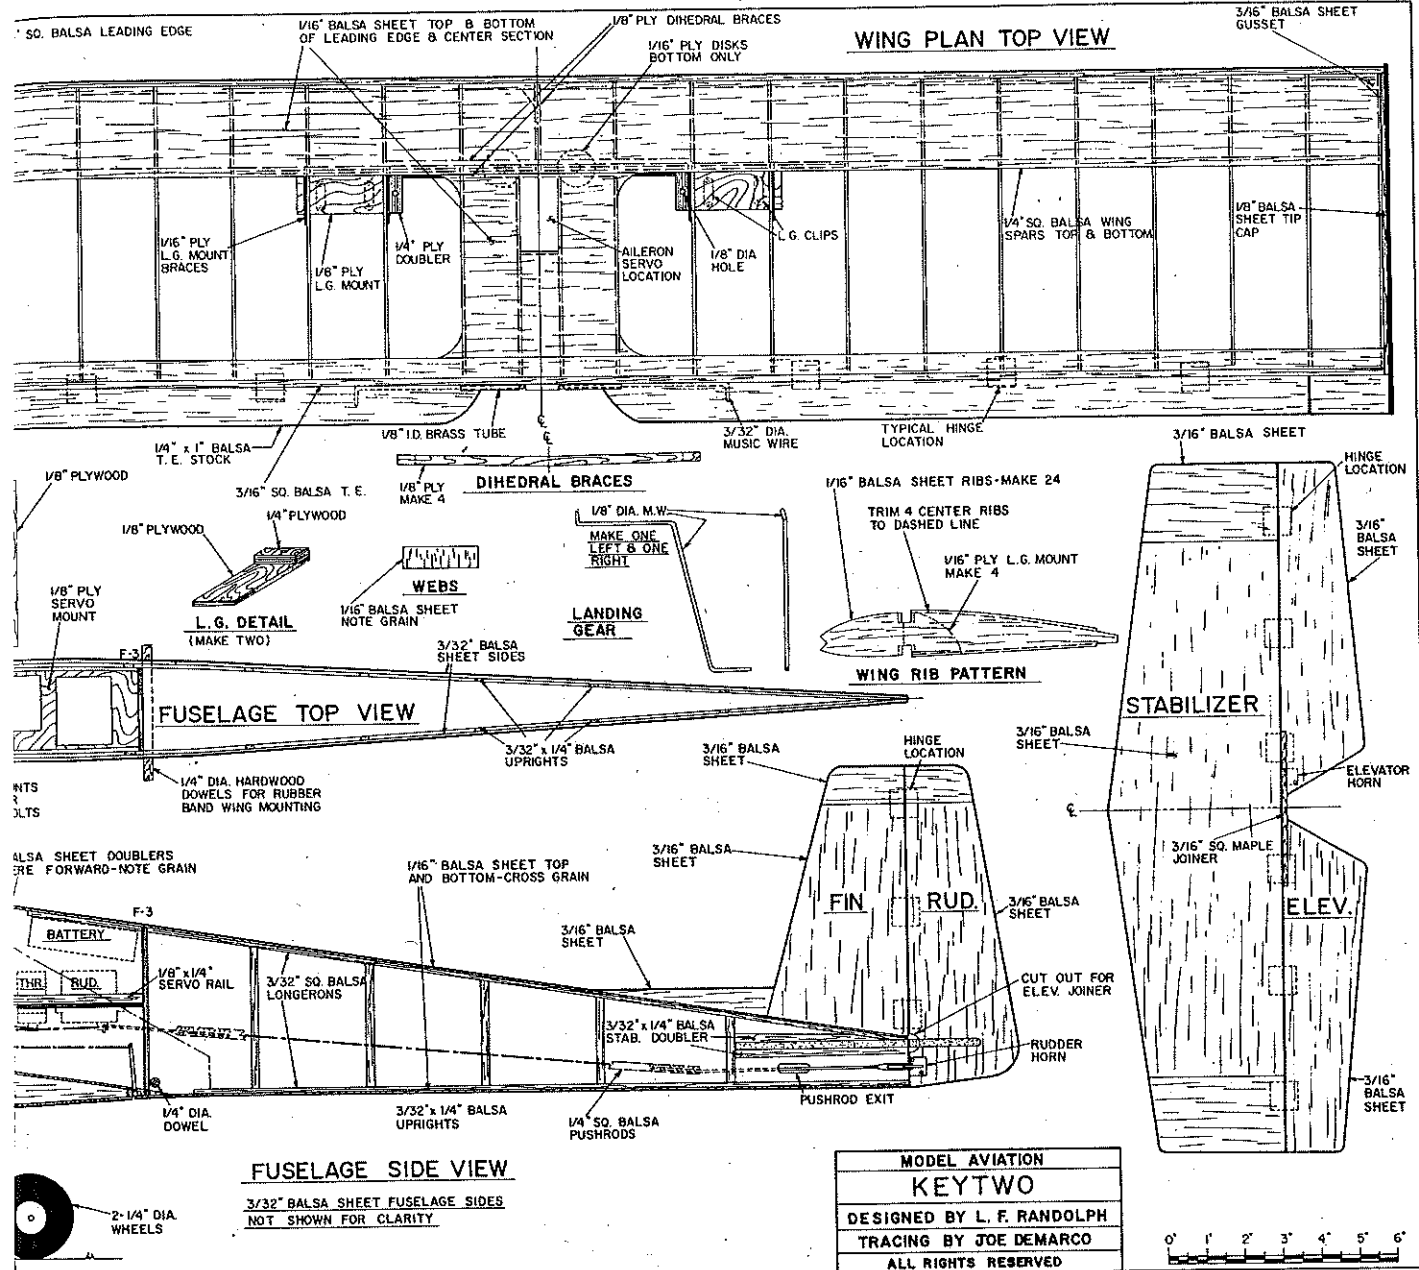 " SQ. BALSA LEADING EDGE
1/16" BALSA SHEET TOP & BOTTOM
OF LEADING EDGE & CENTER SECTION
1/8" PLY DIHEDRAL BRACES
1/16" PLY DISKS
BOTTOM ONLY
WING PLAN TOP VIEW
3/16" BALSA SHEET
GUSSET
1/16" PLY
L.G. MOUNT
BRACES
1/8" PLY
L.G. MOUNT
1/4" PLY
DOUBLER
AILERON
SERVO
LOCATION
1/8" DIA
HOLE
L.G. CLIPS
1/4" SQ. BALSA WING
SPARS TOP & BOTTOM
1/8" BALSA
SHEET TIP
CAP
1/4" x 1" BALSA
T.E. STOCK
3/16" SQ. BALSA T.E.
1/8" I.D. BRASS TUBE
℄
℄
3/32" DIA.
MUSIC WIRE
TYPICAL HINGE
LOCATION
1/8" PLY
MAKE 4
DIHEDRAL BRACES
1/8" PLYWOOD
1/8" PLYWOOD
1/4" PLYWOOD
L.G. DETAIL
(MAKE TWO)
WEBS
1/16" BALSA SHEET
NOTE GRAIN
1/8" DIA. M.W.
MAKE ONE
LEFT & ONE
RIGHT
LANDING
GEAR
1/16" BALSA SHEET RIBS-MAKE 24
TRIM 4 CENTER RIBS
TO DASHED LINE
1/16" PLY L.G. MOUNT
MAKE 4
WING RIB PATTERN
3/16" BALSA SHEET
HINGE
LOCATION
3/16"
BALSA
SHEET
STABILIZER
3/16" BALSA
SHEET
ELEVATOR
HORN
℄
3/16" SQ. MAPLE
JOINER
ELEV.
3/16"
BALSA
SHEET
1/8" PLY
SERVO
MOUNT
F-3
3/32" BALSA
SHEET SIDES
FUSELAGE TOP VIEW
3/32" x 1/4" BALSA
UPRIGHTS
1/4" DIA. HARDWOOD
DOWELS FOR RUBBER
BAND WING MOUNTING
UNTS
R
OLTS
3/16" BALSA
SHEET
HINGE
LOCATION
3/16" BALSA
SHEET
FIN
RUD.
3/16" BALSA
SHEET
ALSA SHEET DOUBLERS
ERE FORWARD-NOTE GRAIN
1/16" BALSA SHEET TOP
AND BOTTOM-CROSS GRAIN
F-3
BATTERY
THR.
RUD.
1/8" x 1/4"
SERVO RAIL
3/32" SQ. BALSA
LONGERONS
3/16" BALSA
SHEET
3/32" x 1/4" BALSA
STAB. DOUBLER
CUT OUT FOR
ELEV. JOINER
RUDDER
HORN
PUSHROD EXIT
1/4" DIA.
DOWEL
3/32" x 1/4" BALSA
UPRIGHTS
1/4" SQ. BALSA
PUSHRODS
FUSELAGE SIDE VIEW
3/32" BALSA SHEET FUSELAGE SIDES
NOT SHOWN FOR CLARITY
2-1/4" DIA.
WHEELS
MODEL AVIATION
KEYTWO
DESIGNED BY L. F. RANDOLPH
TRACING BY JOE DEMARCO
ALL RIGHTS RESERVED
0" 1" 2" 3" 4" 5" 6"